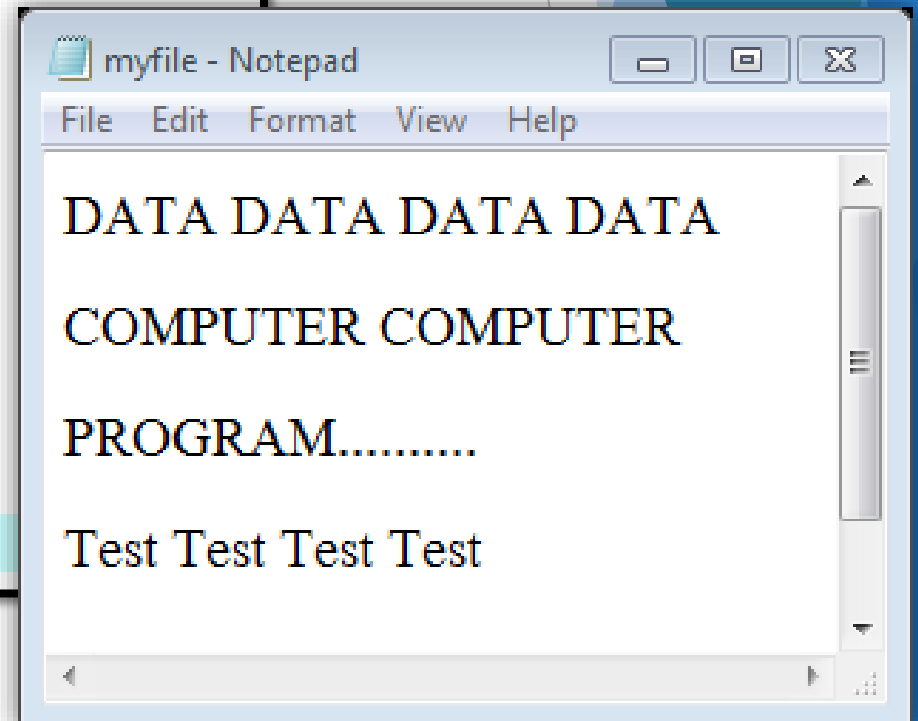 myfile - Notepad
File Edit Format View Help
DATA DATA DATA DATA
COMPUTER COMPUTER
PROGRAM..........
Test Test Test Test